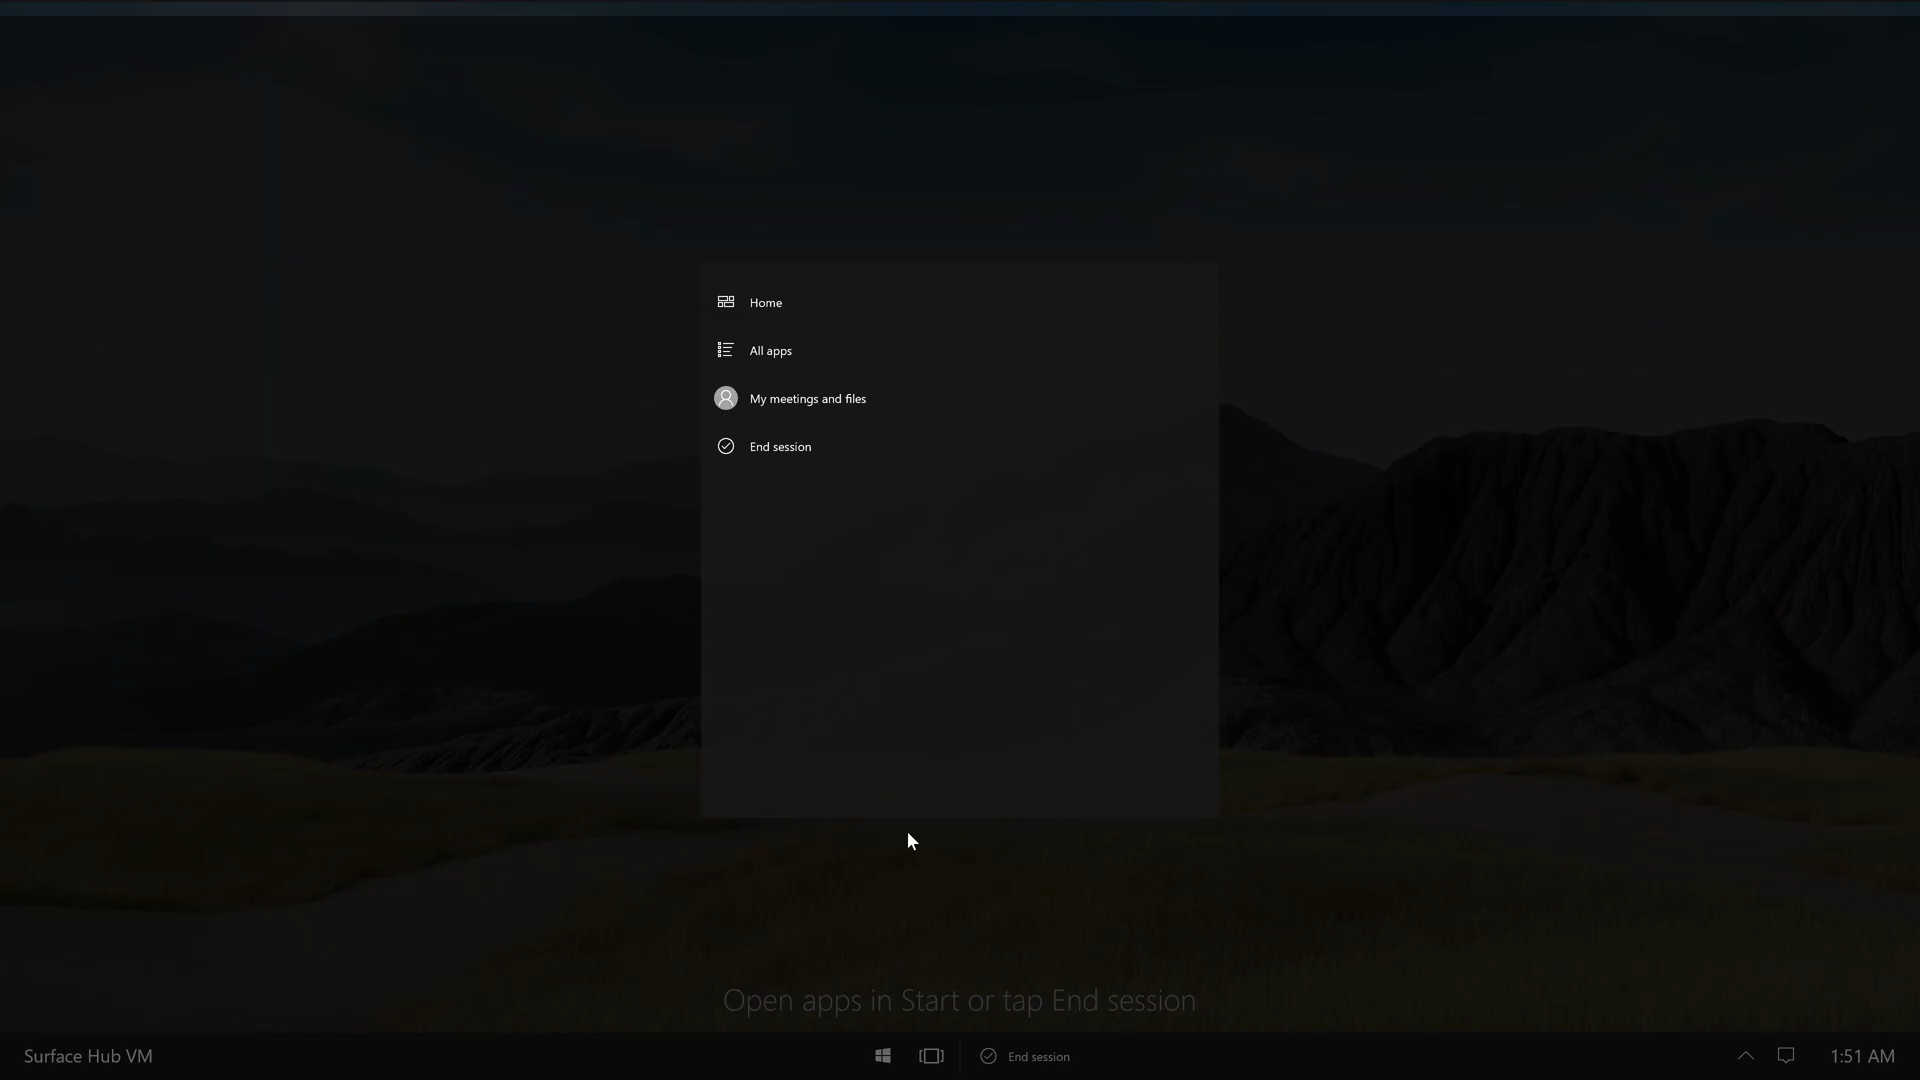 Home
All apps
My meetings and files
End session
Open apps in Start or tap End session
Surface Hub VM
End session
1:51 AM